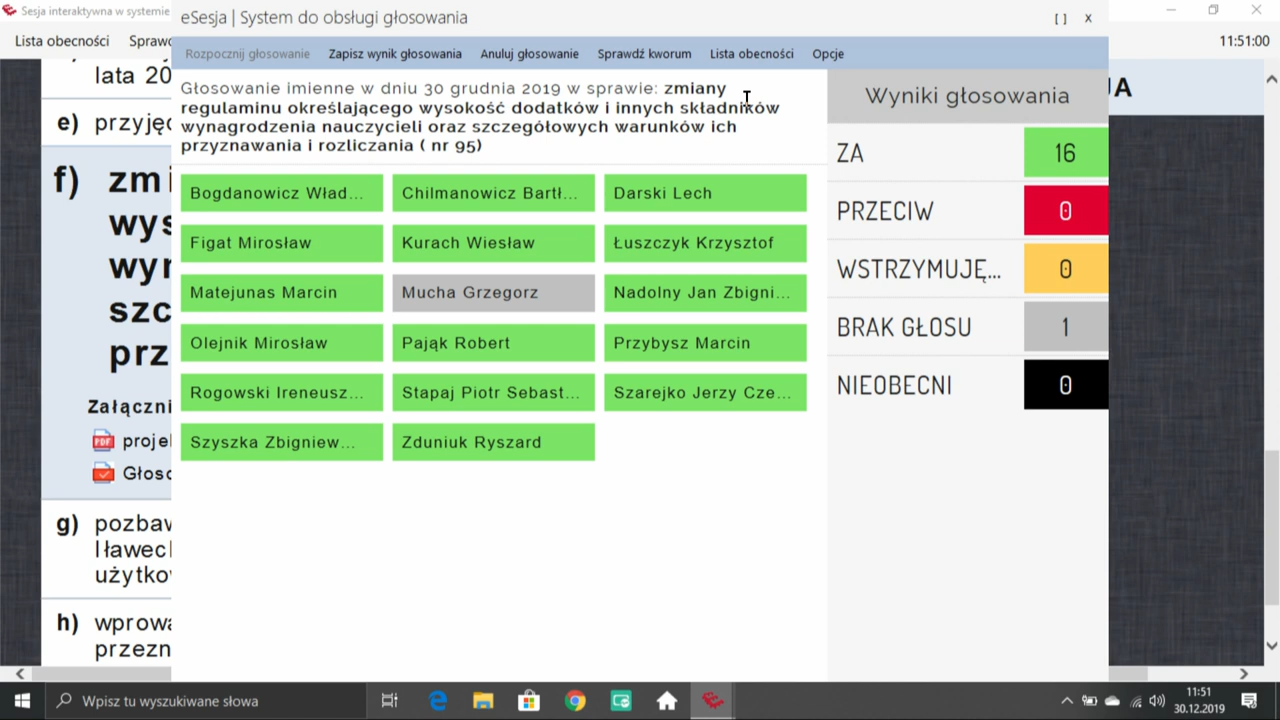 Sesja interaktywna w systemie
eSesja | System do obsługi głosowania
[ ] x
Lista obecności
Rozpocznij głosowanie Zapisz wynik głosowania Anuluj głosowanie Sprawdź kworum Lista obecności Opcje
11:51:00
lata 20
Głosowanie imienne w dniu 30 grudnia 2019 w sprawie: zmiany
regulaminu określającego wysokość dodatków i innych składników
wynagrodzenia nauczycieli oraz szczegółowych warunków ich
przyznawania i rozliczania ( nr 95)
Wyniki głosowania
ZA 16
PRZECIW 0
WSTRZYMUJĘ... 0
BRAK GŁOSU 1
NIEOBECNI 0
Bogdanowicz Wład... Chilmanowicz Bartł... Darski Lech
Figat Mirosław Kurach Wiesław Łuszczyk Krzysztof
Matejunas Marcin Mucha Grzegorz Nadolny Jan Zbigni...
Olejnik Mirosław Pająk Robert Przybysz Marcin
Rogowski Ireneusz... Stapaj Piotr Sebast... Szarejko Jerzy Cze...
Szyszka Zbigniew... Zduniuk Ryszard
e) przyję
f) zmi
wys
wyn
szc
prz
Załączni
PDF proje
Głoso
g) pozbaw
Iławec
użytko
h) wprowa
przezn
Wpisz tu wyszukiwane słowa
11:51
30.12.2019